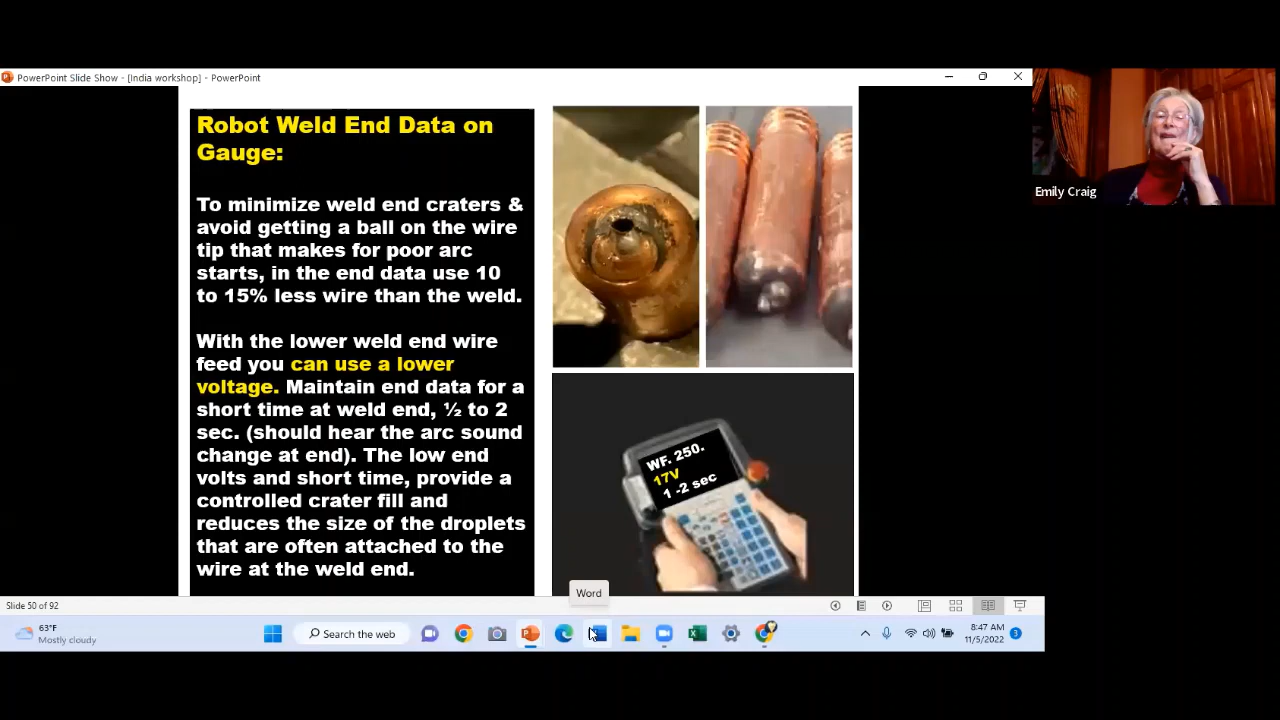 PowerPoint Slide Show - [India workshop] - PowerPoint
Robot Weld End Data on
Gauge:
To minimize weld end craters &
avoid getting a ball on the wire
tip that makes for poor arc
starts, in the end data use 10
to 15% less wire than the weld.
With the lower weld end wire
feed you can use a lower
voltage. Maintain end data for a
short time at weld end, ½ to 2
sec. (should hear the arc sound
change at end). The low end
volts and short time, provide a
controlled crater fill and
reduces the size of the droplets
that are often attached to the
wire at the weld end.
WF. 250.
17V
1 -2 sec
Emily Craig
Word
Slide 50 of 92
63°F
Mostly cloudy
Search the web
8:47 AM
11/5/2022
3